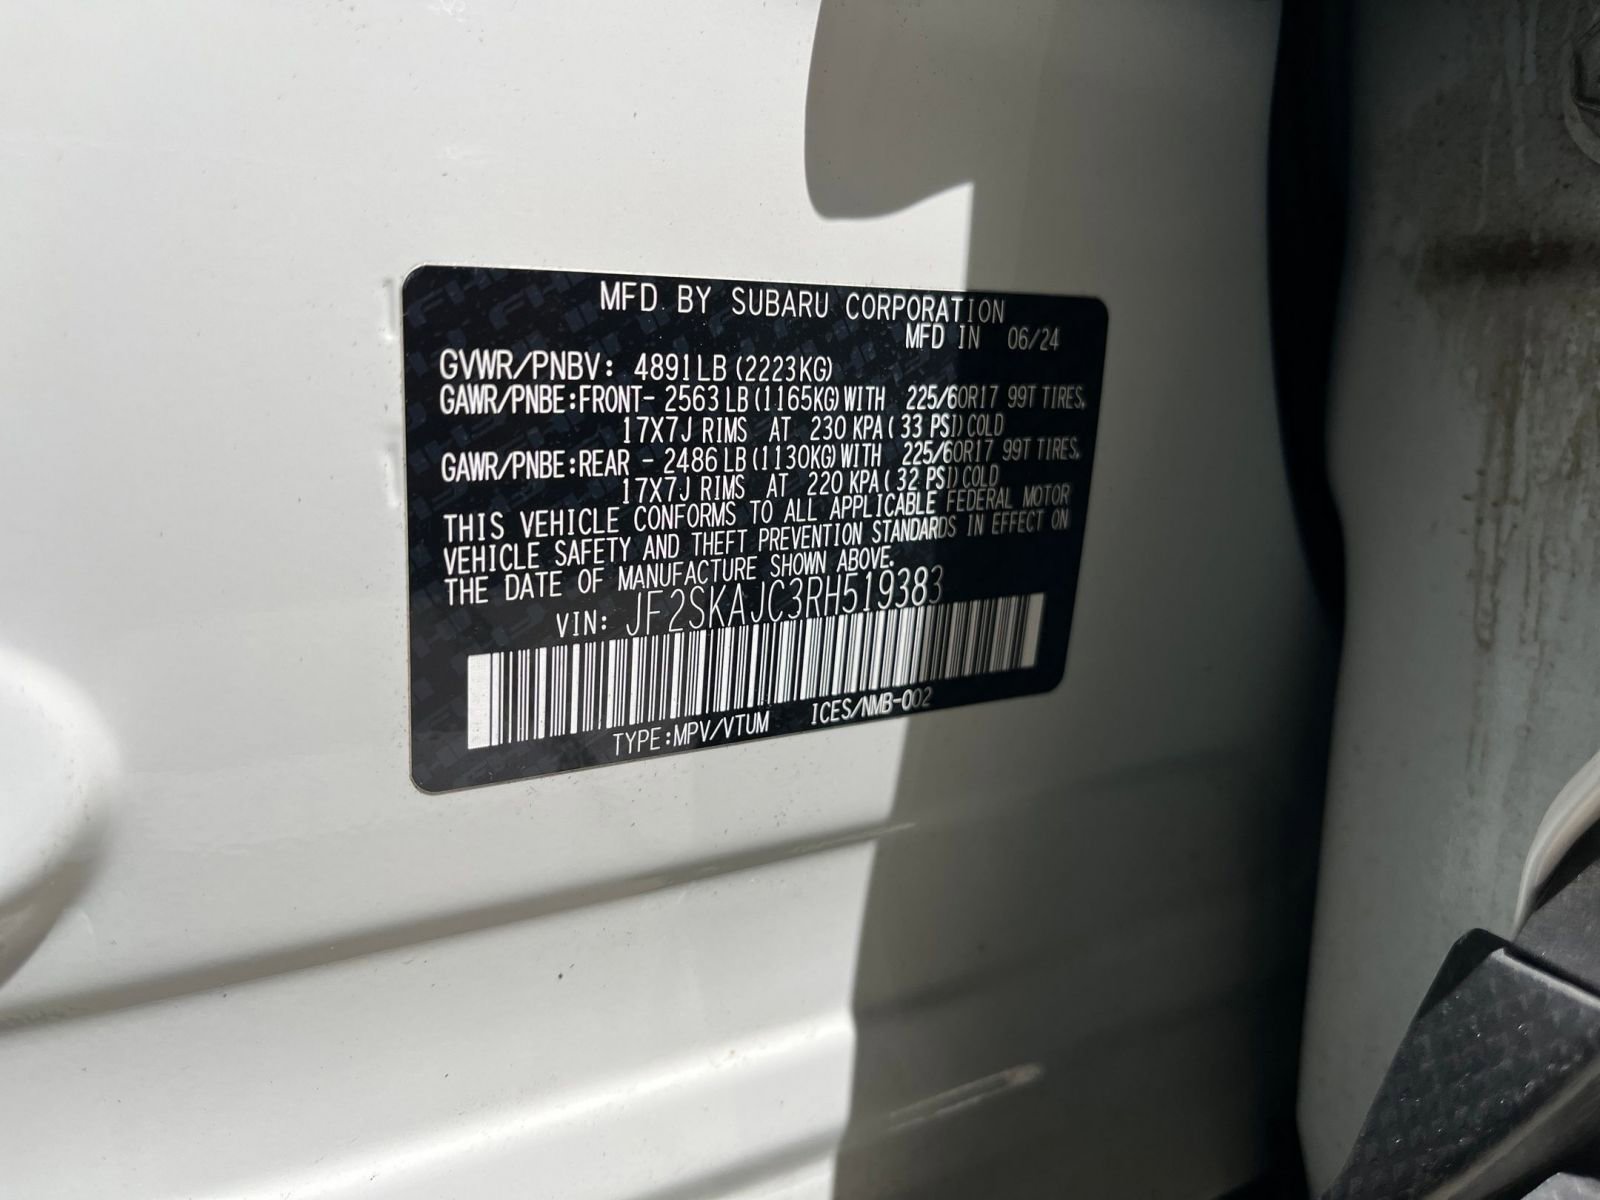 MFD. BY SUBARU CORPORATION
MFD IN 06/24
GVWR/PNBV: 4891LB (2223KG)
GAWR/PNBE:FRONT- 2563 LB (1165KG) WITH 225/60R17 99T TIRES,
17X7J RIMS AT 230 KPA ( 33 PSI) COLD
GAWR/PNBE:REAR - 2486 LB (1130KG) WITH 225/60R17 99T TIRES,
17X7J RIMS AT 220 KPA ( 32 PSI) COLD
THIS VEHICLE CONFORMS TO ALL APPLICABLE FEDERAL MOTOR
VEHICLE SAFETY AND THEFT PREVENTION STANDARDS IN EFFECT ON
THE DATE OF MANUFACTURE SHOWN ABOVE.
VIN: JF2SKAJC3RH519383
TYPE:MPV/VTUM ICES/NMB-002